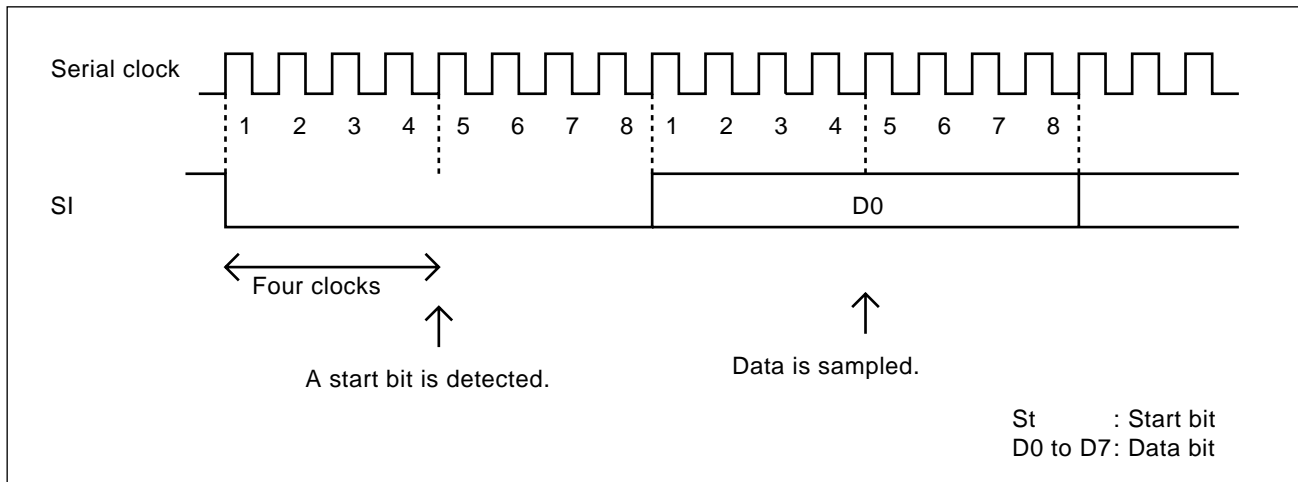 Serial clock
1 2 3 4 5 6 7 8 1 2 3 4 5 6 7 8
SI
D0
Four clocks
A start bit is detected.
Data is sampled.
St : Start bit
D0 to D7: Data bit